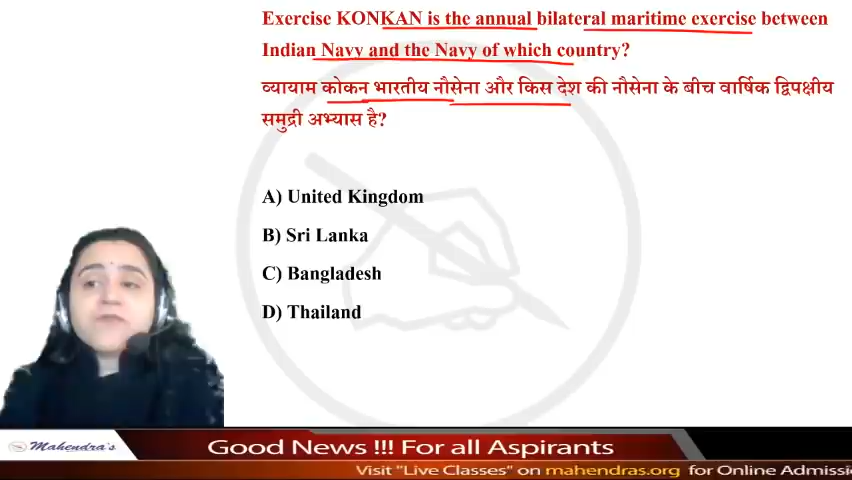 Exercise KONKAN is the annual bilateral maritime exercise between
Indian Navy and the Navy of which country?
व्यायाम कोकन भारतीय नौसेना और किस देश की नौसेना के बीच वार्षिक द्विपक्षीय
समुद्री अभ्यास है?
A) United Kingdom
B) Sri Lanka
C) Bangladesh
D) Thailand
Mahendra's
Good News !!! For all Aspirants
Visit "Live Classes" on mahendras.org for Online Admissio